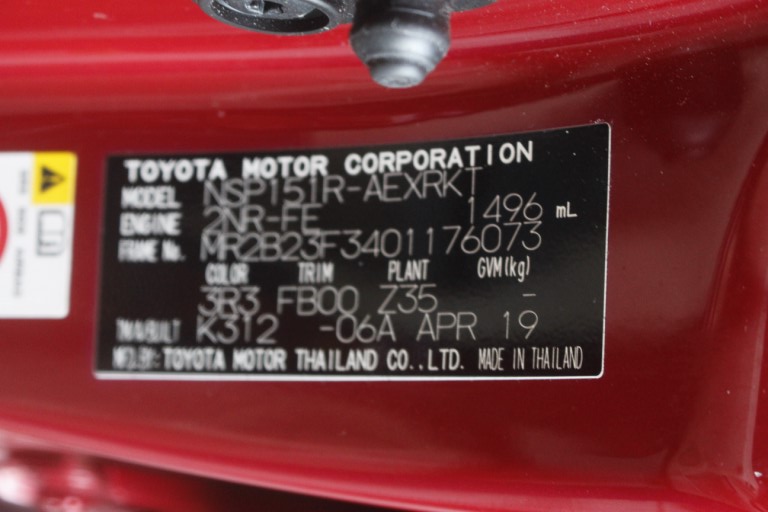 TOYOTA MOTOR CORPORATION
MODEL NSP151R-AEXRKT
ENGINE 2NR-FE 1496 mL
FRAME No. MR2B23F3401176073
COLOR TRIM PLANT GVM(kg)
3R3 FB00 Z35 -
TM/A/BUILT K312 -06A APR 19
MFD.BY: TOYOTA MOTOR THAILAND CO.,LTD. MADE IN THAILAND